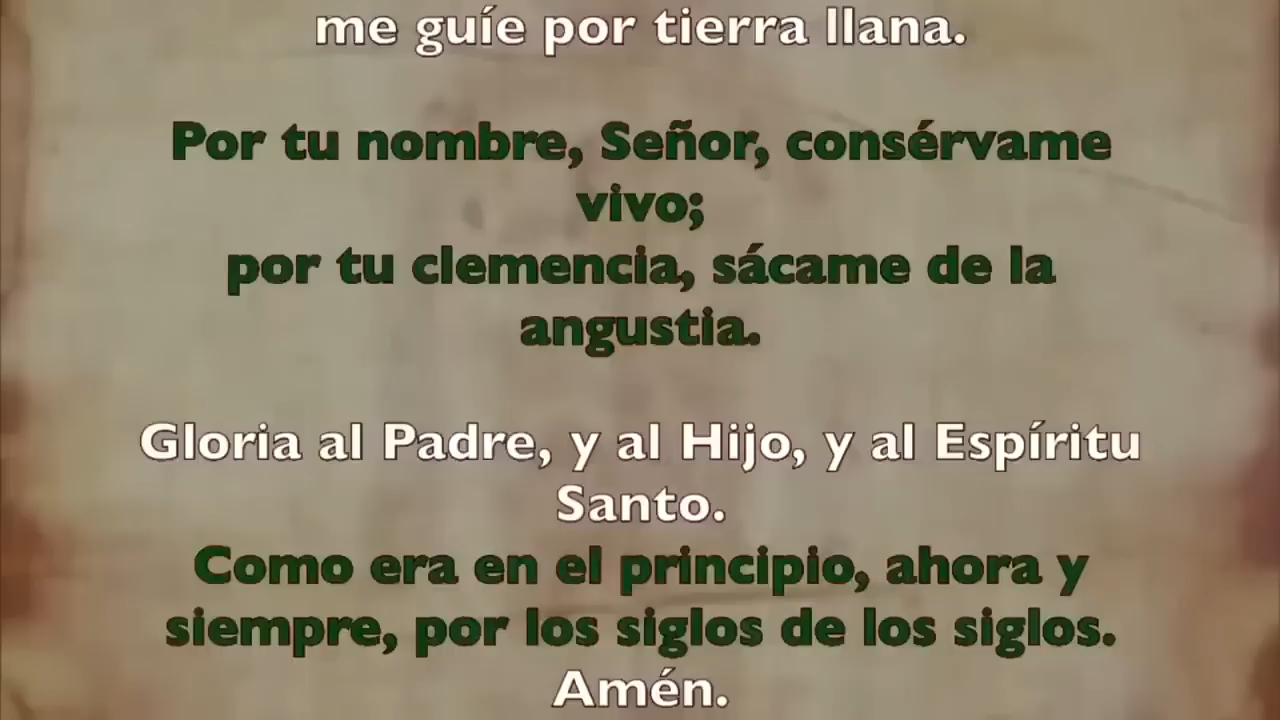 me guíe por tierra llana.
Por tu nombre, Señor, consérvame
vivo;
por tu clemencia, sácame de la
angustia.
Gloria al Padre, y al Hijo, y al Espíritu
Santo.
Como era en el principio, ahora y
siempre, por los siglos de los siglos.
Amén.